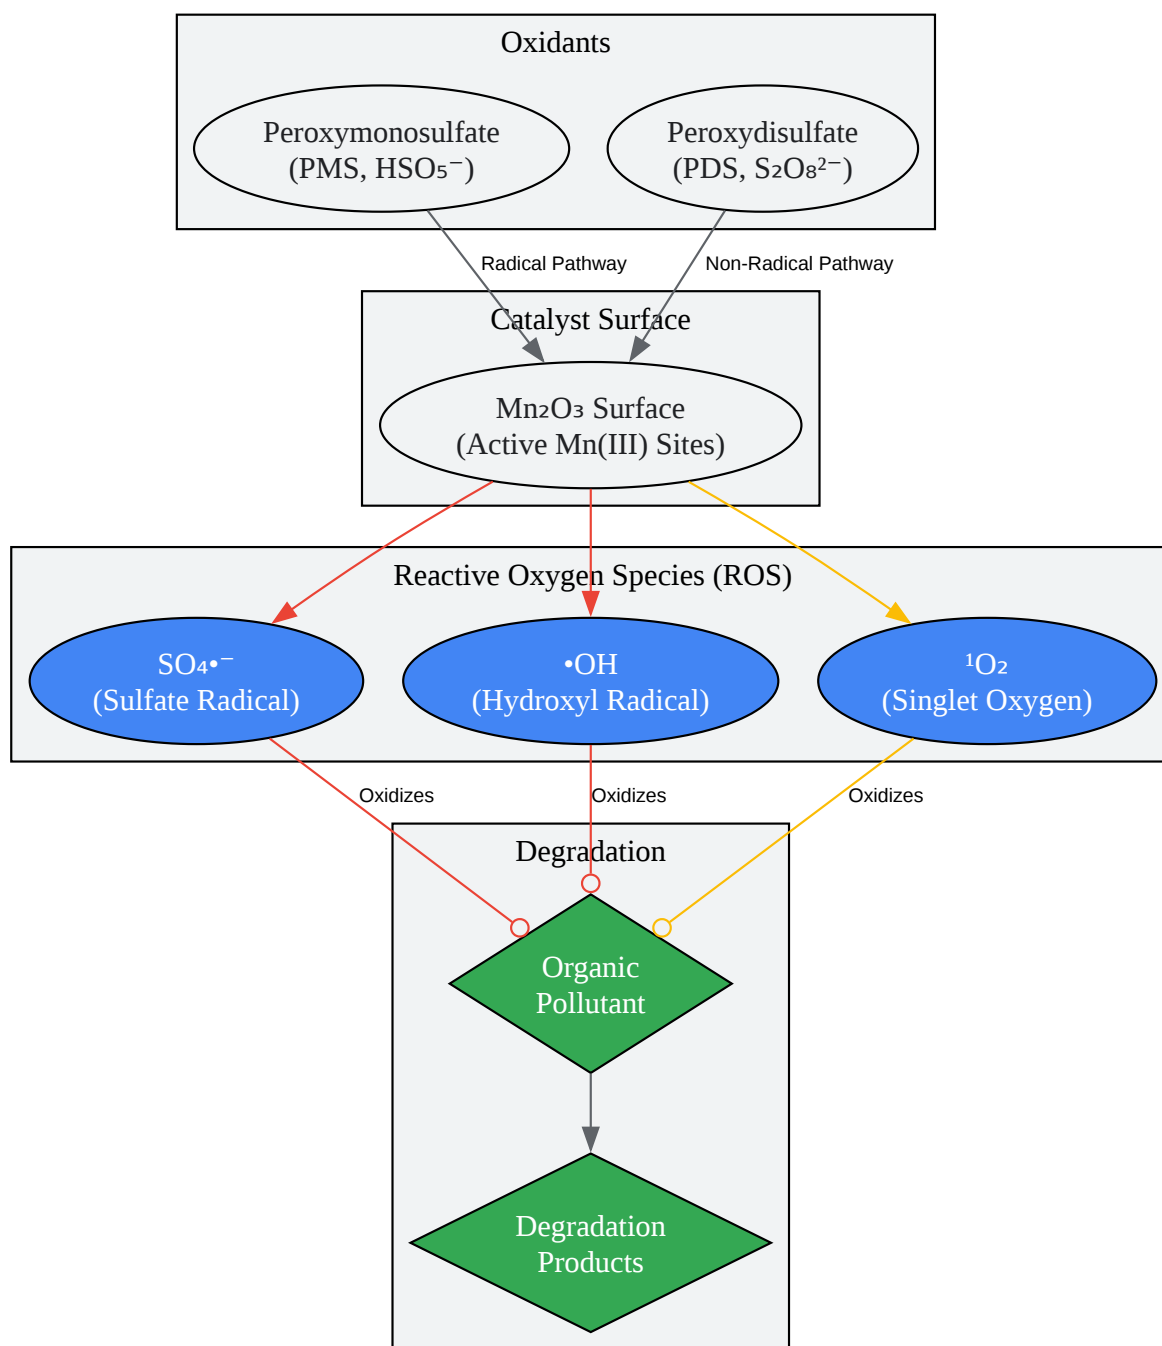 Oxidants
Peroxymonosulfate
(PMS, HSO₅⁻)
Peroxydisulfate
(PDS, S₂O₈²⁻)
Radical Pathway
Non-Radical Pathway
Catalyst Surface
Mn₂O₃ Surface
(Active Mn(III) Sites)
Reactive Oxygen Species (ROS)
SO₄•⁻
(Sulfate Radical)
•OH
(Hydroxyl Radical)
¹O₂
(Singlet Oxygen)
Oxidizes
Oxidizes
Oxidizes
Degradation
Organic
Pollutant
Degradation
Products